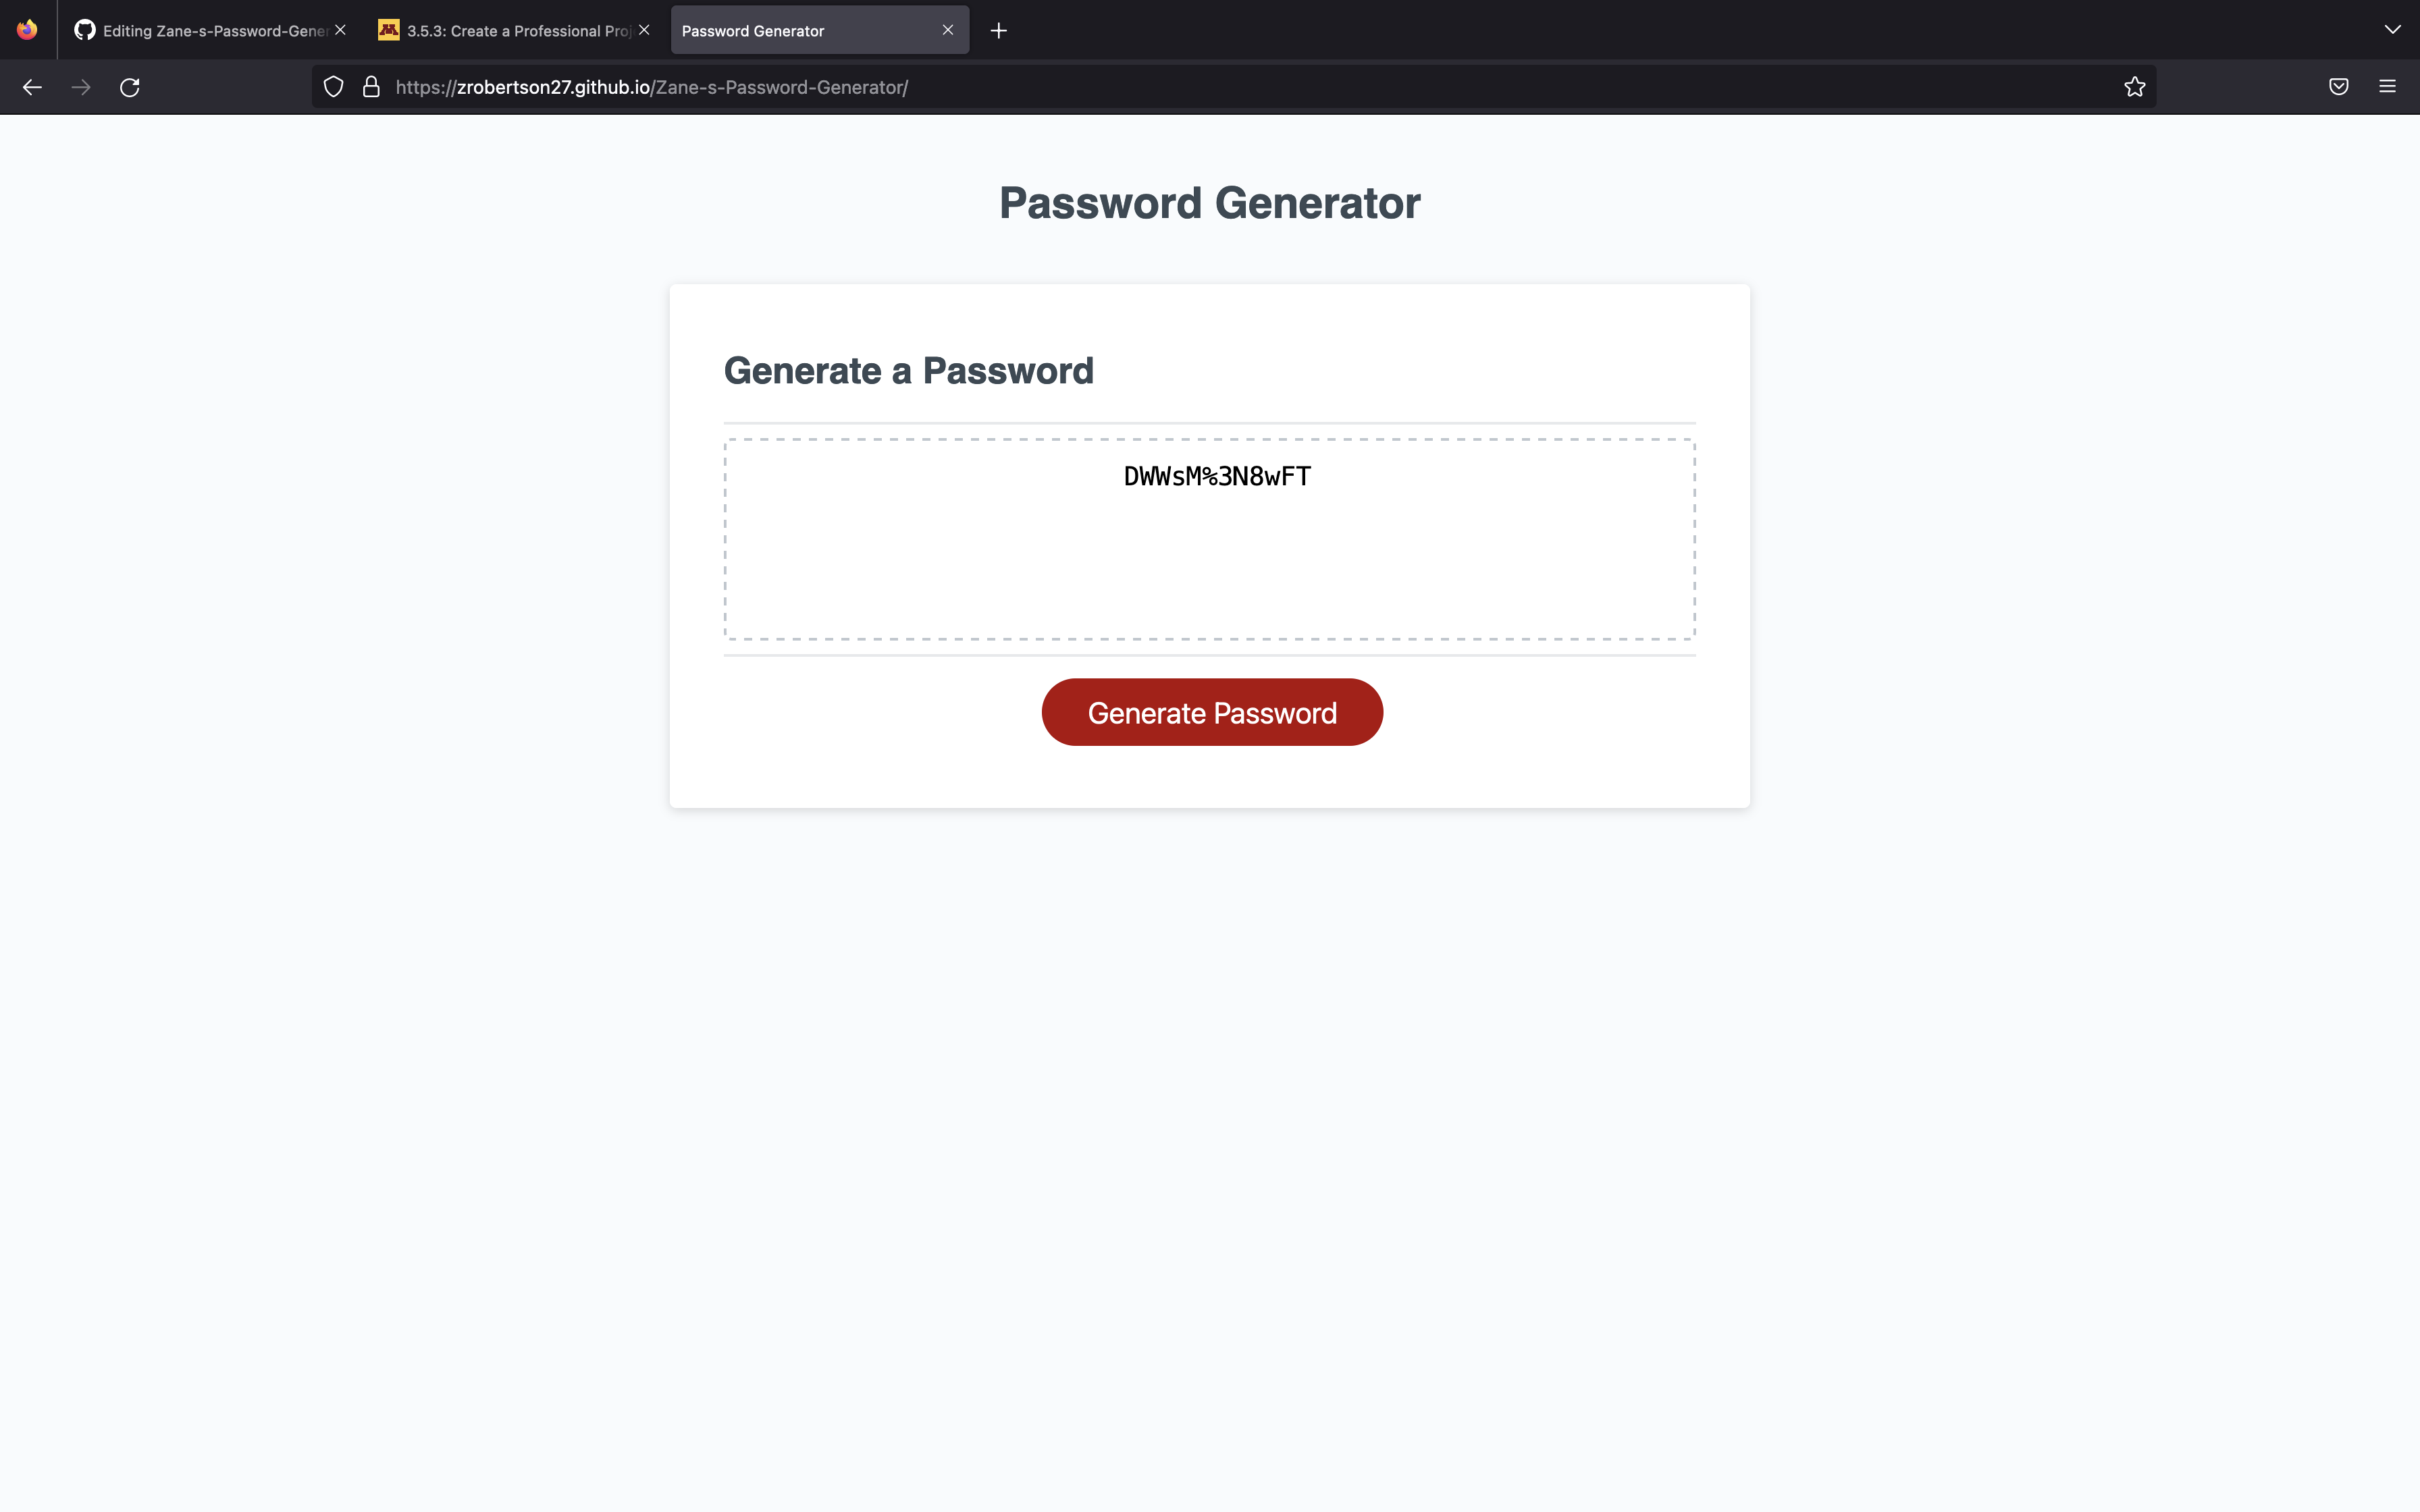 Editing Zane-s-Password-Gener
3.5.3: Create a Professional Proj
Password Generator
https://zrobertson27.github.io/Zane-s-Password-Generator/
Password Generator
Generate a Password
DWWsM%3N8wFT
Generate Password